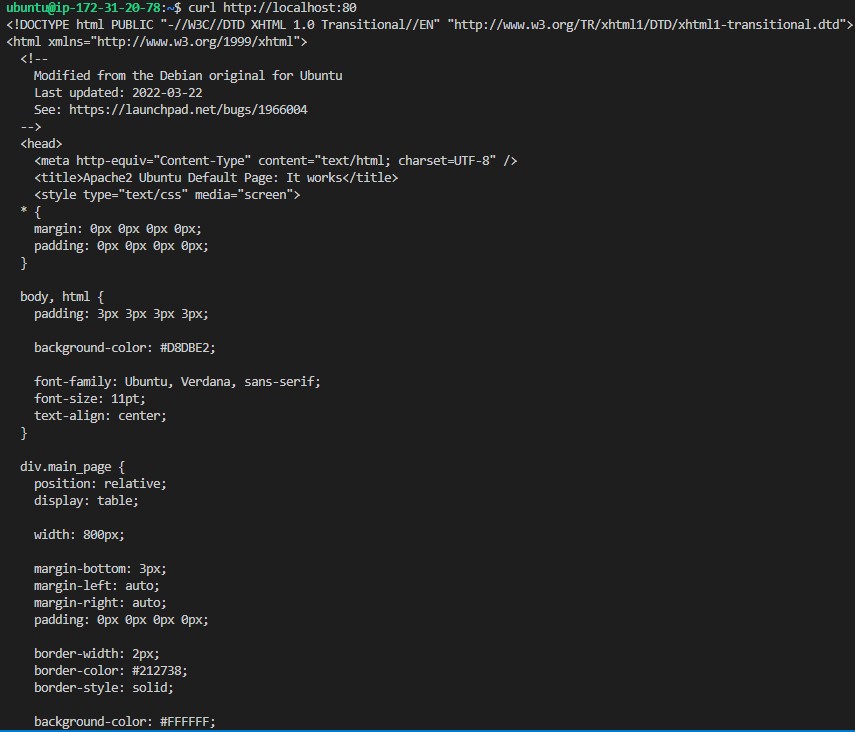 ubuntu@ip-172-31-20-78:~$ curl http://localhost:80
<!DOCTYPE html PUBLIC "-//W3C//DTD XHTML 1.0 Transitional//EN" "http://www.w3.org/TR/xhtml1/DTD/xhtml1-transitional.dtd">
<html xmlns="http://www.w3.org/1999/xhtml">
  <!--
    Modified from the Debian original for Ubuntu
    Last updated: 2022-03-22
    See: https://launchpad.net/bugs/1966004
  -->
  <head>
    <meta http-equiv="Content-Type" content="text/html; charset=UTF-8" />
    <title>Apache2 Ubuntu Default Page: It works</title>
    <style type="text/css" media="screen">
  * {
    margin: 0px 0px 0px 0px;
    padding: 0px 0px 0px 0px;
  }

  body, html {
    padding: 3px 3px 3px 3px;

    background-color: #D8DBE2;

    font-family: Ubuntu, Verdana, sans-serif;
    font-size: 11pt;
    text-align: center;
  }

  div.main_page {
    position: relative;
    display: table;

    width: 800px;

    margin-bottom: 3px;
    margin-left: auto;
    margin-right: auto;
    padding: 0px 0px 0px 0px;

    border-width: 2px;
    border-color: #212738;
    border-style: solid;

    background-color: #FFFFFF;